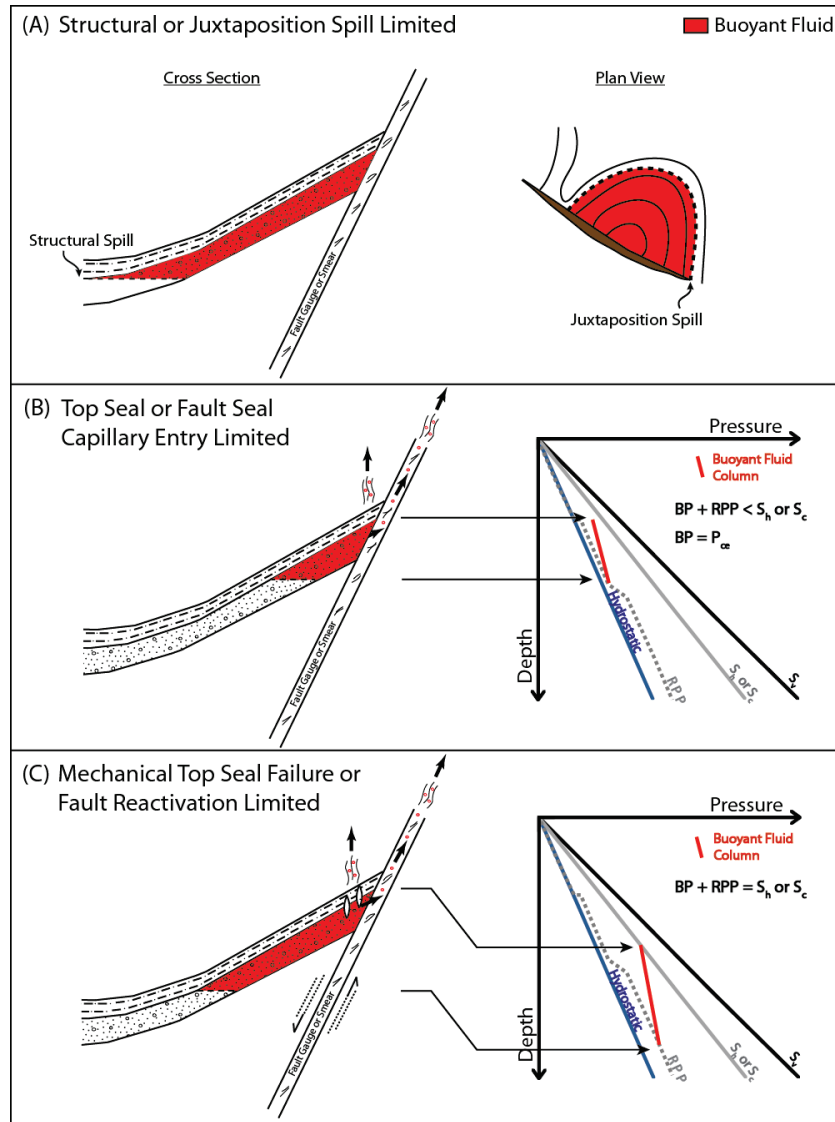 (A) Structural or Juxtaposition Spill Limited
Buoyant Fluid
Cross Section
Plan View
Structural Spill
Fault Gauge or Smear
Juxtaposition Spill
(B) Top Seal or Fault Seal
Capillary Entry Limited
Pressure
Buoyant Fluid
Column
BP + RPP < Sh or Sc
BP = Pce
Fault Gauge or Smear
Depth
Hydrostatic
RPP
Sh or Sc
Sv
(C) Mechanical Top Seal Failure or
Fault Reactivation Limited
Pressure
Buoyant Fluid
Column
BP + RPP = Sh or Sc
Fault Gauge or Smear
Depth
Hydrostatic
RPP
Sh or Sc
Sv